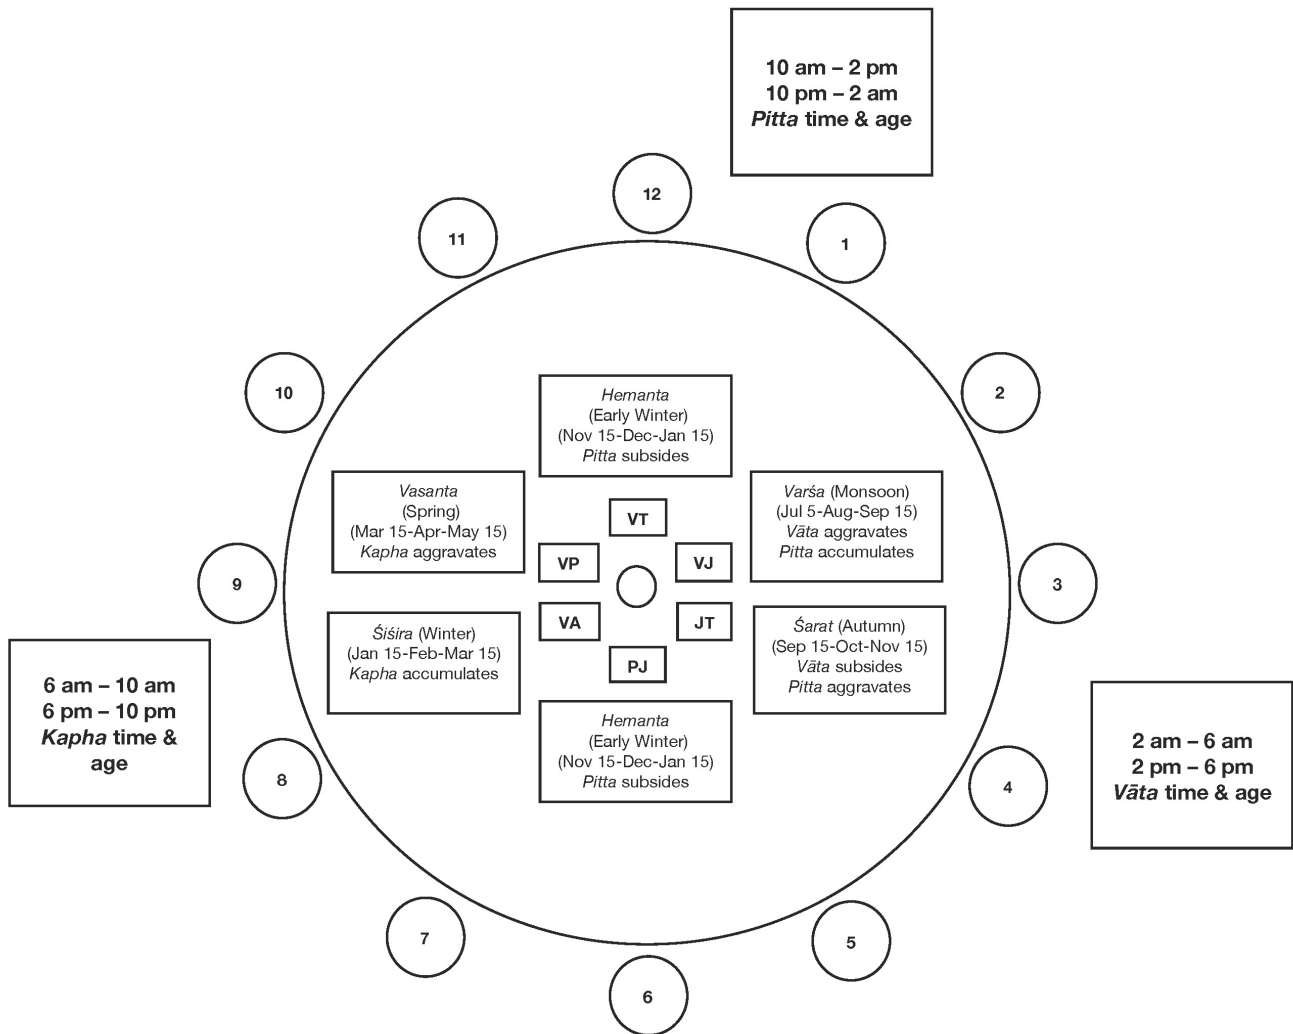 10 am – 2 pm
10 pm – 2 am
Pitta time & age
12
11
1
10
2
Hemanta
(Early Winter)
(Nov 15-Dec-Jan 15)
Pitta subsides
Vasanta
(Spring)
(Mar 15-Apr-May 15)
Kapha aggravates
Varśa (Monsoon)
(Jul 5-Aug-Sep 15)
Vāta aggravates
Pitta accumulates
VT
VP
VJ
9
3
VA
JT
PJ
Śiśira (Winter)
(Jan 15-Feb-Mar 15)
Kapha accumulates
Śarat (Autumn)
(Sep 15-Oct-Nov 15)
Vāta subsides
Pitta aggravates
6 am – 10 am
6 pm – 10 pm
Kapha time &
age
Hemanta
(Early Winter)
(Nov 15-Dec-Jan 15)
Pitta subsides
2 am – 6 am
2 pm – 6 pm
Vāta time & age
8
4
7
5
6